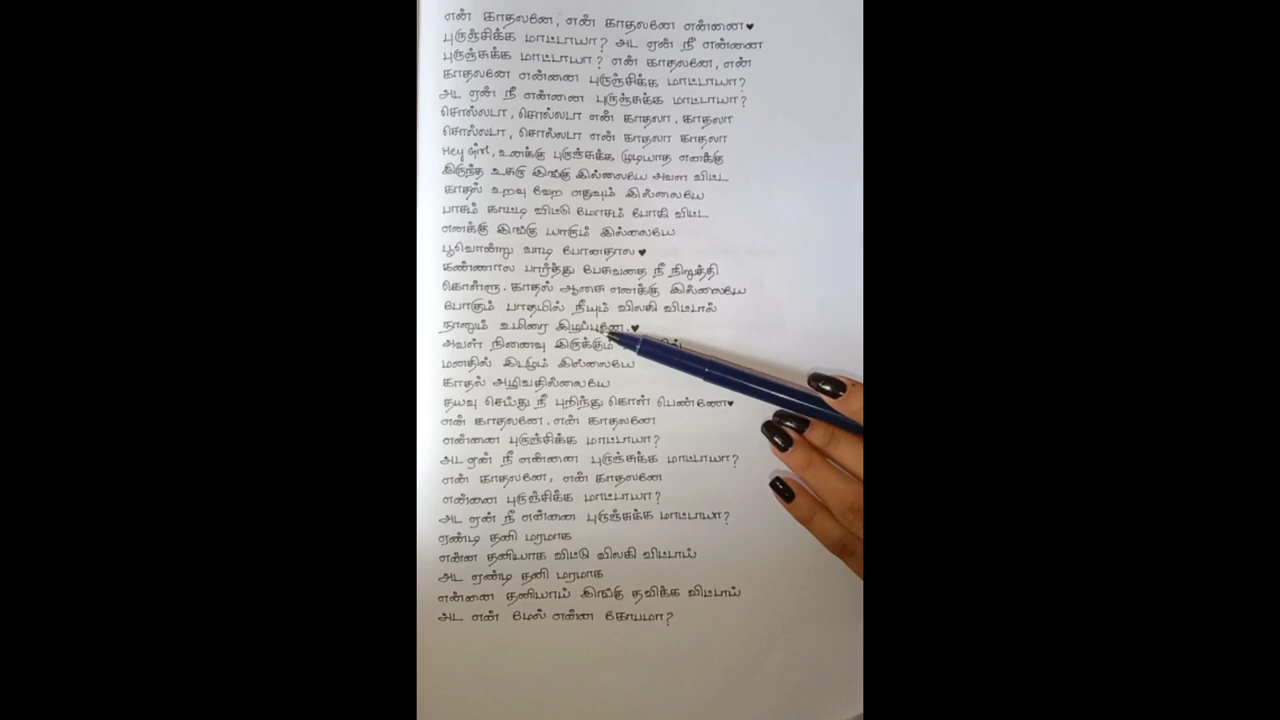 என் காதலனே, என் காதலனே என்னை♥
புருஞ்சிக்க மாட்டாயா? அட ஏன் நீ என்னை
புருஞ்சுக்க மாட்டாயா? என் காதலனே, என்
காதலனே என்னை புருஞ்சிக்க மாட்டாயா?
அட ஏன் நீ என்னை புருஞ்சுக்க மாட்டாயா?
சொல்லடா, சொல்லடா என் காதலா, காதலா
சொல்லடா, சொல்லடா என் காதலா காதலா
Hey Girl, உனக்கு புருஞ்சுக்க முடியாத எனக்கு
இருந்த உசுரு இங்கு இல்லையே அவள விட்ட
காதல் உறவு வேற எதுவும் இல்லையே
பாசம் காட்டி விட்டு மோசம் போகி விட்ட
எனக்கு இங்கு யாரும் இல்லையே
பூவொன்று வாடி போனதால♥
கண்ணால பார்த்து பேசுவதை நீ நிறுத்தி
கொள்ளு. காதல் ஆசை எனக்கு இல்லையே
போகும் பாதமில் நீயும் விலகி விட்டால்
நானும் உயிரை இழப்புனே.♥
அவள் நினைவு இருக்கும்
மனதில் இடமும் இல்லையே
காதல் அழிவதில்லையே
தயவு செய்து நீ புறிந்து கொள் பெண்ணே♥
என் காதலனே, என் காதலனே
என்னை புருஞ்சிக்க மாட்டாயா?
அட ஏன் நீ என்னை புருஞ்சுக்க மாட்டாயா?
என் காதலனே, என் காதலனே
என்னை புருஞ்சிக்க மாட்டாயா?
அட ஏன் நீ என்னை புருஞ்சுக்க மாட்டாயா?
ஏண்டி தனி மரமாக
என்ன தனியாக விட்டு விலகி விட்டாய்
அட ஏண்டி தனி மரமாக
என்னை தனியாய் இங்கு தவிக்க விட்டாய்
அட என் மேல் என்ன கோபமா?